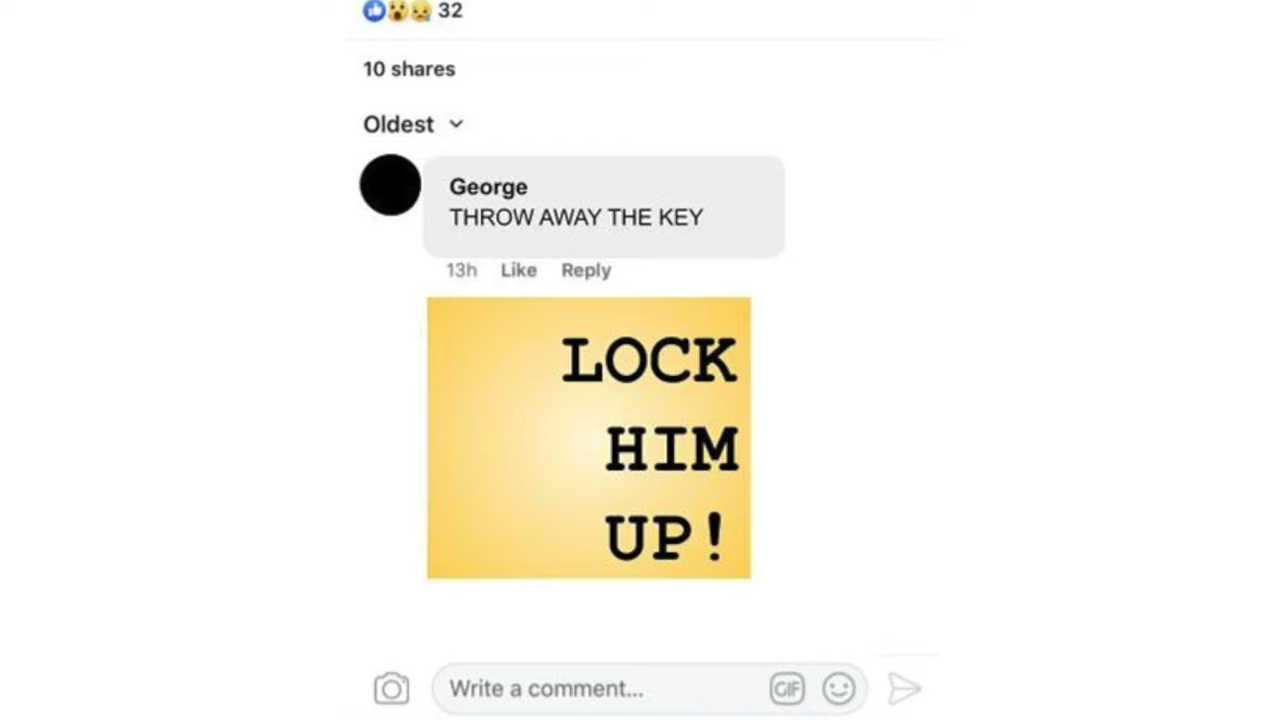 32
10 shares
Oldest
George
THROW AWAY THE KEY
13h Like Reply
LOCK
HIM
UP!
Write a comment... GIF